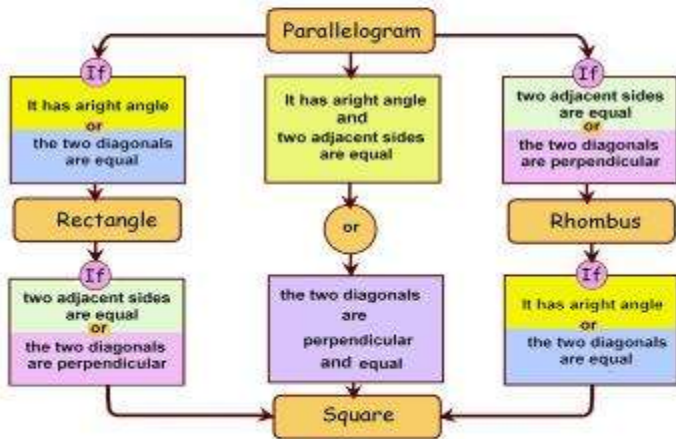 Parallelogram
If
It has aright angle
or
the two diagonals
are equal
Rectangle
If
two adjacent sides
are equal
or
the two diagonals
are perpendicular
It has aright angle
and
two adjacent sides
are equal
or
the two diagonals
are
perpendicular
and equal
If
two adjacent sides
are equal
or
the two diagonals
are perpendicular
Rhombus
If
It has aright angle
or
the two diagonals
are equal
Square